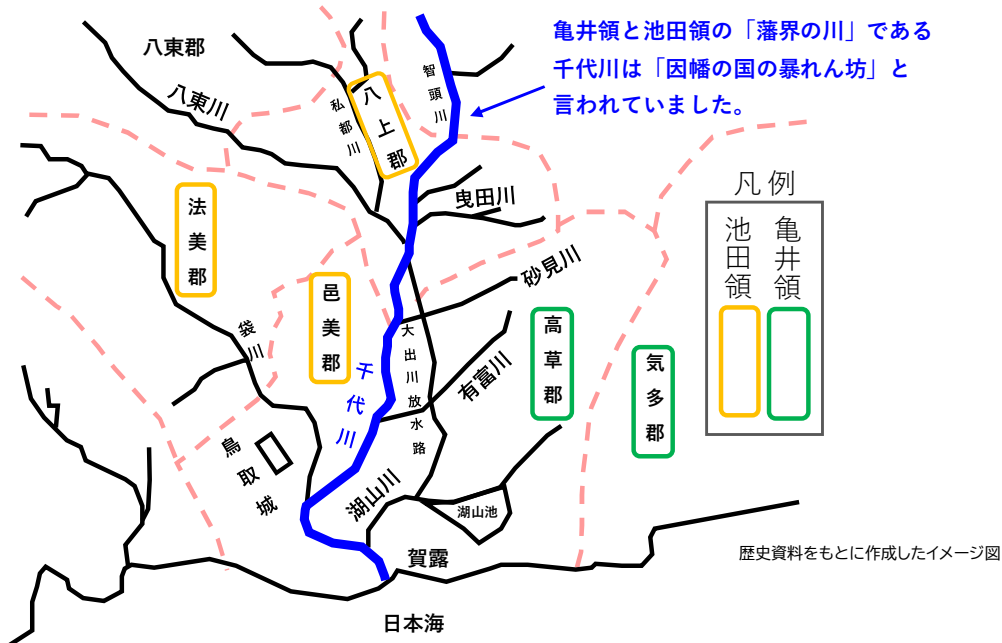 亀井領と池田領の「藩界の川」である
千代川は「因幡の国の暴れん坊」と
言われていました。
八東郡
八東川
私都川
八上郡
智頭川
曳田川
法美郡
邑美郡
袋川
千代川
砂見川
大出川放水路
有富川
高草郡
気多郡
鳥取城
湖山川
湖山池
賀露
日本海
凡例
池田領
亀井領
歴史資料をもとに作成したイメージ図